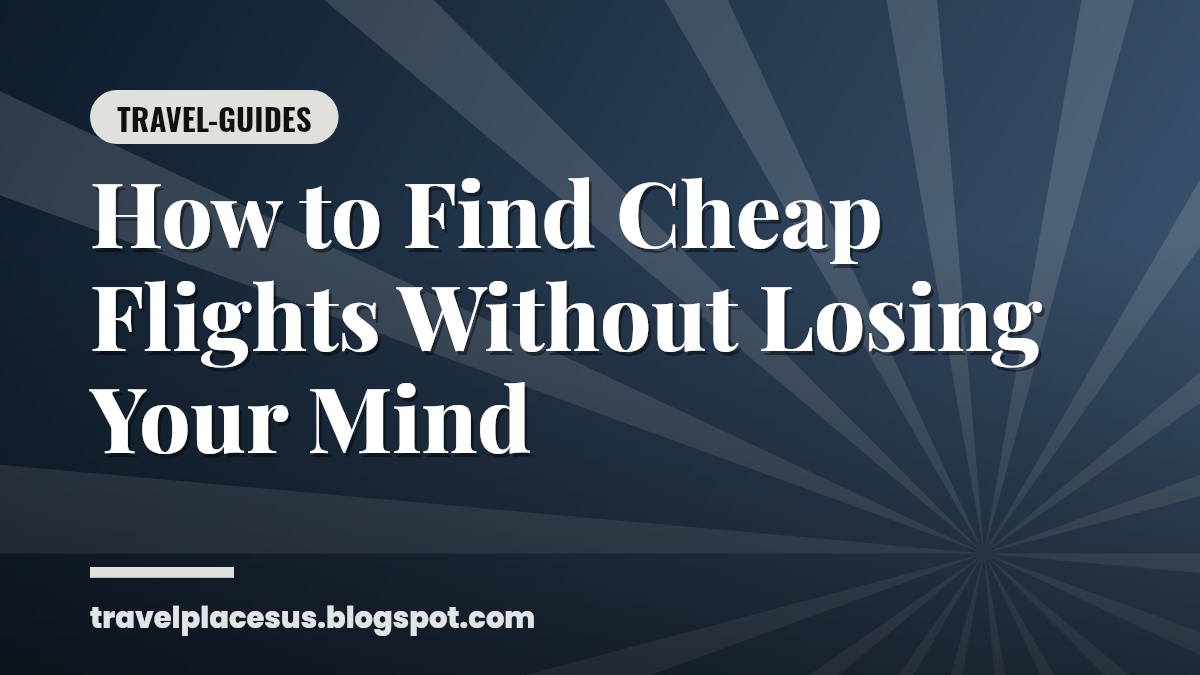 TRAVEL-GUIDES
How to Find Cheap
Flights Without Losing
Your Mind
travelplacesus.blogspot.com